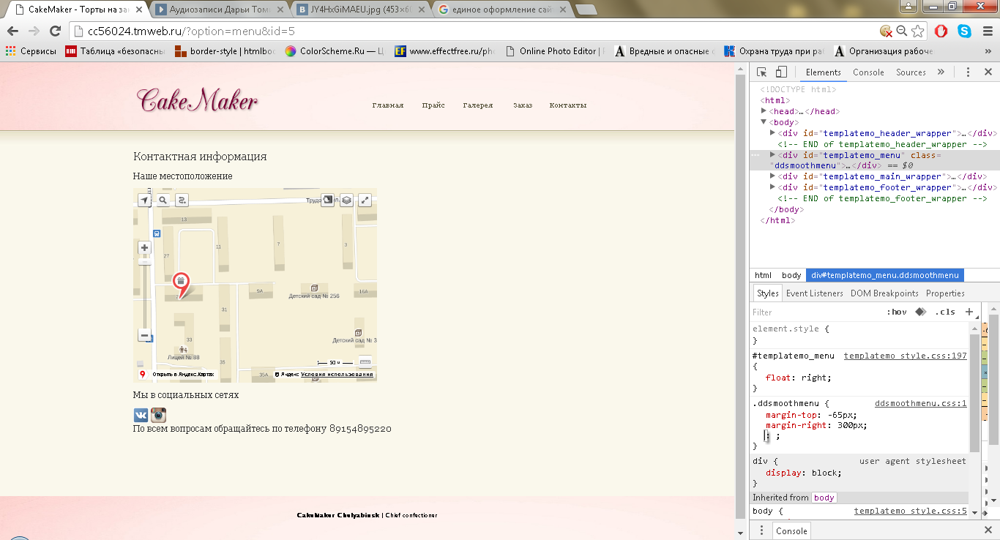 CakeMaker - Торты на за
Аудиозаписи Дарьи Том
JY4HxGiMAEU.jpg (453×6
единое оформление сай
cc56024.tmweb.ru/?option=menu&id=5
Сервисы
Таблица «безопасны
border-style | htmlboo
ColorScheme.Ru — Ц
www.effectfree.ru/ph
Online Photo Editor |
Вредные и опасные
Охрана труда при ра
Организация рабоче
CakeMaker
Главная Прайс Галерея Заказ Контакты
Контактная информация
Наше местоположение
13
27
11
7
3
9А
Детский сад № 256
16А
31
33
Лицей № 88
Детский сад № 3
35
35А
50 м
Открыть в Яндекс.Картах
© Яндекс Условия использования
Мы в социальных сетях
По всем вопросам обращайтесь по телефону 89154895220
CakeMaker Chelyabinsk | Chief confectioner
Elements Console Sources »
<!DOCTYPE html>
<html>
<head>…</head>
<body>
<div id="templatemo_header_wrapper">…</div>
<!-- END of templatemo_header_wrapper -->
<div id="templatemo_menu" class=
"ddsmoothmenu">…</div> == $0
<div id="templatemo_main_wrapper">…</div>
<div id="templatemo_footer_wrapper">…</div>
<!-- END of templatemo_footer_wrapper -->
</body>
</html>
html body div#templatemo_menu.ddsmoothmenu
Styles Event Listeners DOM Breakpoints Properties
Filter :hov .cls +
element.style {
}
#templatemo_menu templatemo_style.css:197
{
float: right;
}
.ddsmoothmenu { ddsmoothmenu.css:1
margin-top: -65px;
margin-right: 300px;
: ;
}
div { user agent stylesheet
display: block;
}
Inherited from body
body { templatemo_style.css:5
Console